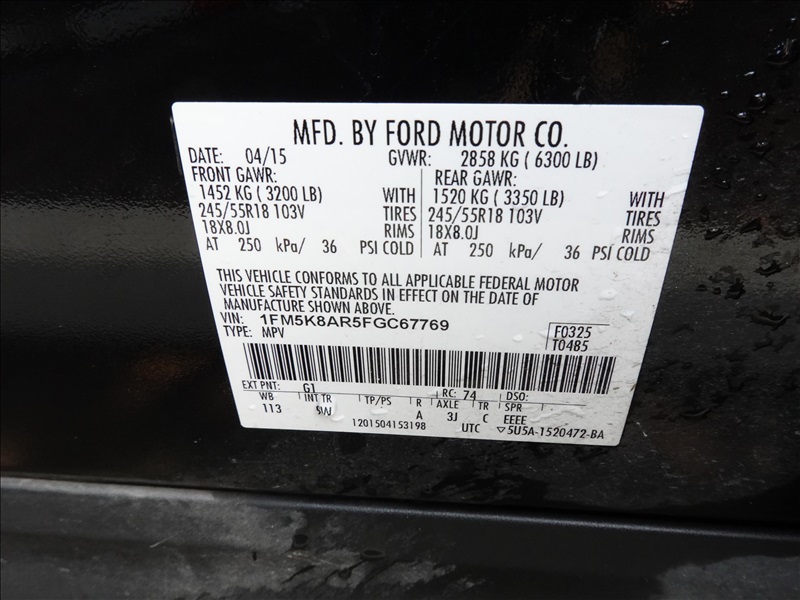 MFD. BY FORD MOTOR CO.
DATE: 04/15 GVWR: 2858 KG ( 6300 LB)
FRONT GAWR: REAR GAWR:
1452 KG ( 3200 LB) WITH 1520 KG ( 3350 LB) WITH
245/55R18 103V TIRES 245/55R18 103V TIRES
18X8.0J RIMS 18X8.0J RIMS
AT 250 kPa/ 36 PSI COLD AT 250 kPa/ 36 PSI COLD
THIS VEHICLE CONFORMS TO ALL APPLICABLE FEDERAL MOTOR
VEHICLE SAFETY STANDARDS IN EFFECT ON THE DATE OF
MANUFACTURE SHOWN ABOVE.
VIN: 1FM5K8AR5FGC67769 F0325
TYPE: MPV T0485
EXT PNT: G1 RC: 74 DSO:
WB INT TR TP/PS R AXLE TR SPR
113 5W A 3J C EEEE
1201504153198 UTC ▽5U5A-1520472-BA